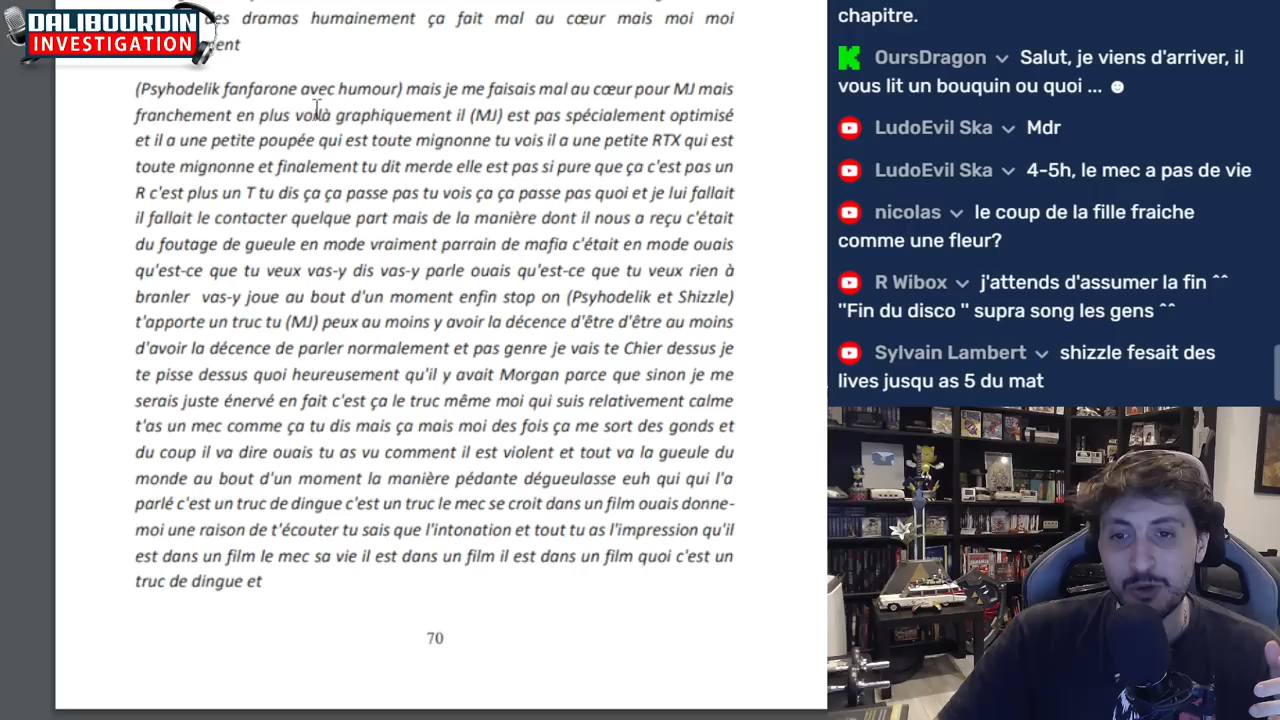 des dramas humainement ça fait mal au cœur mais moi moi
DALIBOURDIN
INVESTIGATION
(Psyhodelik fanfarone avec humour) mais je me faisais mal au cœur pour MJ mais
franchement en plus voilà graphiquement il (MJ) est pas spécialement optimisé
et il a une petite poupée qui est toute mignonne tu vois il a une petite RTX qui est
toute mignonne et finalement tu dit merde elle est pas si pure que ça c'est pas un
R c'est plus un T tu dis ça ça passe pas tu vois ça ça passe pas quoi et je lui fallait
il fallait le contacter quelque part mais de la manière dont il nous a reçu c'était
du foutage de gueule en mode vraiment parrain de mafia c'était en mode ouais
qu'est-ce que tu veux vas-y dis vas-y parle ouais qu'est-ce que tu veux rien à
branler vas-y joue au bout d'un moment enfin stop on (Psyhodelik et Shizzle)
t'apporte un truc tu (MJ) peux au moins y avoir la décence d'être d'être au moins
d'avoir la décence de parler normalement et pas genre je vais te Chier dessus je
te pisse dessus quoi heureusement qu'il y avait Morgan parce que sinon je me
serais juste énervé en fait c'est ça le truc même moi qui suis relativement calme
t'as un mec comme ça tu dis mais ça mais moi des fois ça me sort des gonds et
du coup il va dire ouais tu as vu comment il est violent et tout va la gueule du
monde au bout d'un moment la manière pédante dégueulasse euh qui qui l'a
parlé c'est un truc de dingue c'est un truc le mec se croit dans un film ouais donne-
moi une raison de t'écouter tu sais que l'intonation et tout tu as l'impression qu'il
est dans un film le mec sa vie il est dans un film il est dans un film quoi c'est un
truc de dingue et
70
chapitre.
OursDragon Salut, je viens d'arriver, il
vous lit un bouquin ou quoi ... ☻
LudoEvil Ska Mdr
LudoEvil Ska 4-5h, le mec a pas de vie
nicolas le coup de la fille fraiche
comme une fleur?
R Wibox j'attends d'assumer la fin ^^
"Fin du disco " supra song les gens ^^
Sylvain Lambert shizzle fesait des
lives jusqu as 5 du mat